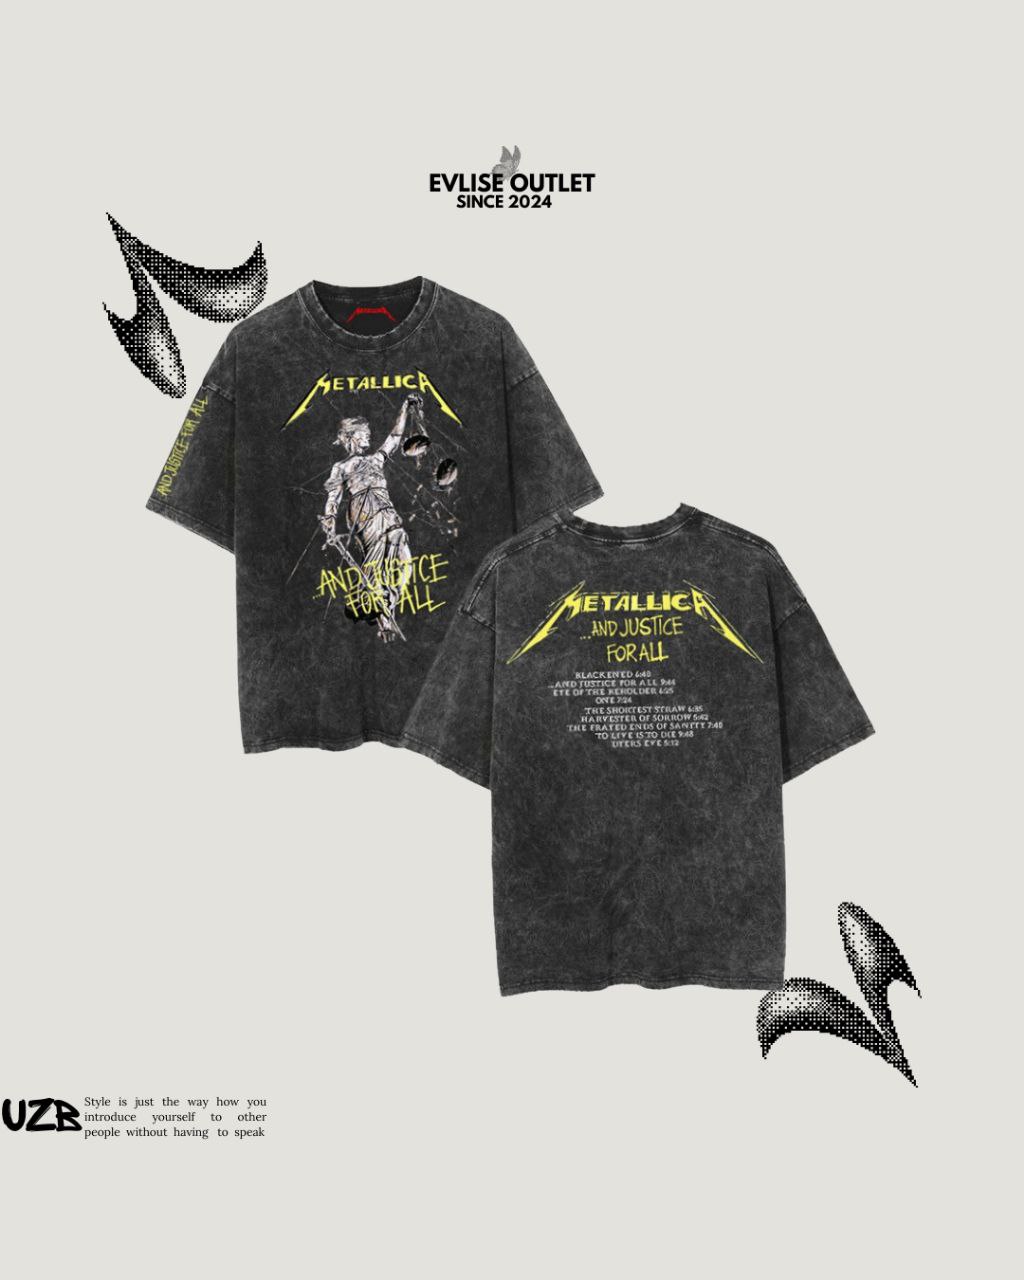 EVLISE OUTLET
SINCE 2024
METALLICA
METALLICA
AND JUSTICE FOR ALL
...AND JUSTICE
FOR ALL
METALLICA
...AND JUSTICE
FOR ALL
BLACKENED 6:40
...AND JUSTICE FOR ALL 9:44
EYE OF THE BEHOLDER 6:25
ONE 7:24
THE SHORTEST STRAW 6:35
HARVESTER OF SORROW 5:42
THE FRAYED ENDS OF SANITY 7:40
TO LIVE IS TO DIE 9:48
DYERS EVE 5:12
UZB
Style is just the way how you
introduce yourself to other
people without having to speak